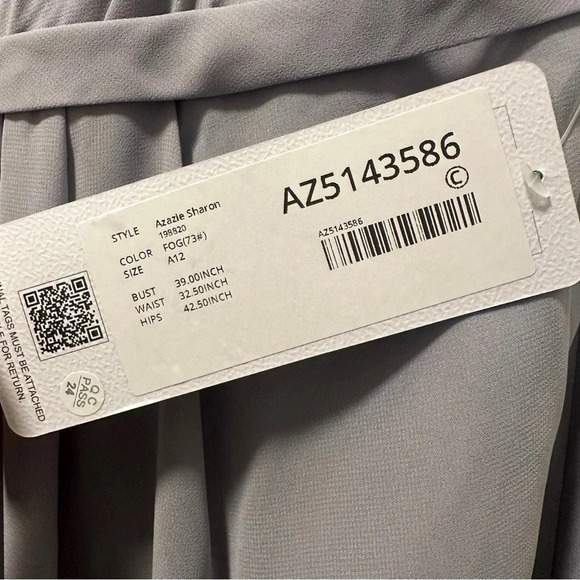 STYLE Azazie Sharon
198820
COLOR FOG(73#)
SIZE A12
BUST 39.00INCH
WAIST 32.50INCH
HIPS 42.50INCH
AZ5143586
C
AZ5143586
TAGS MUST BE ATTACHED
FOR RETURN.
Q C
PASS
24